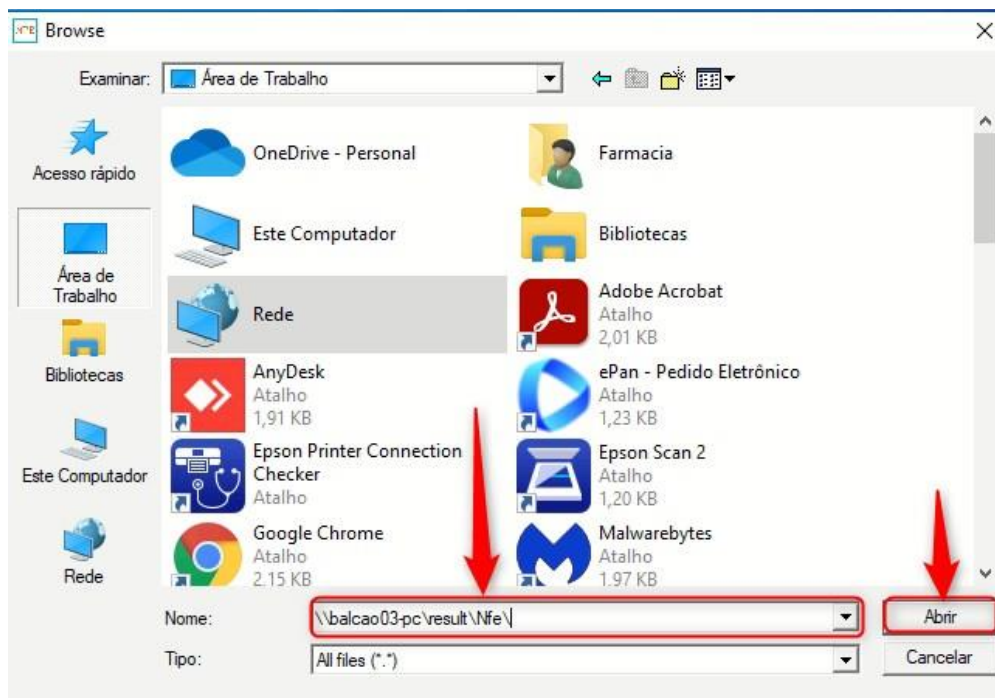 Browse
Examinar:
Área de Trabalho
Acesso rápido
Área de
Trabalho
Bibliotecas
Este Computador
Rede
OneDrive - Personal
Farmacia
Este Computador
Bibliotecas
Rede
Adobe Acrobat
Atalho
2,01 KB
AnyDesk
Atalho
1,91 KB
ePan - Pedido Eletrônico
Atalho
1,23 KB
Epson Printer Connection
Checker
Atalho
Epson Scan 2
Atalho
1,20 KB
Google Chrome
Atalho
2,15 KB
Malwarebytes
Atalho
1,97 KB
Nome:
\\balcao03-pc\result\Nfe\
Abrir
Tipo:
All files (*.*)
Cancelar